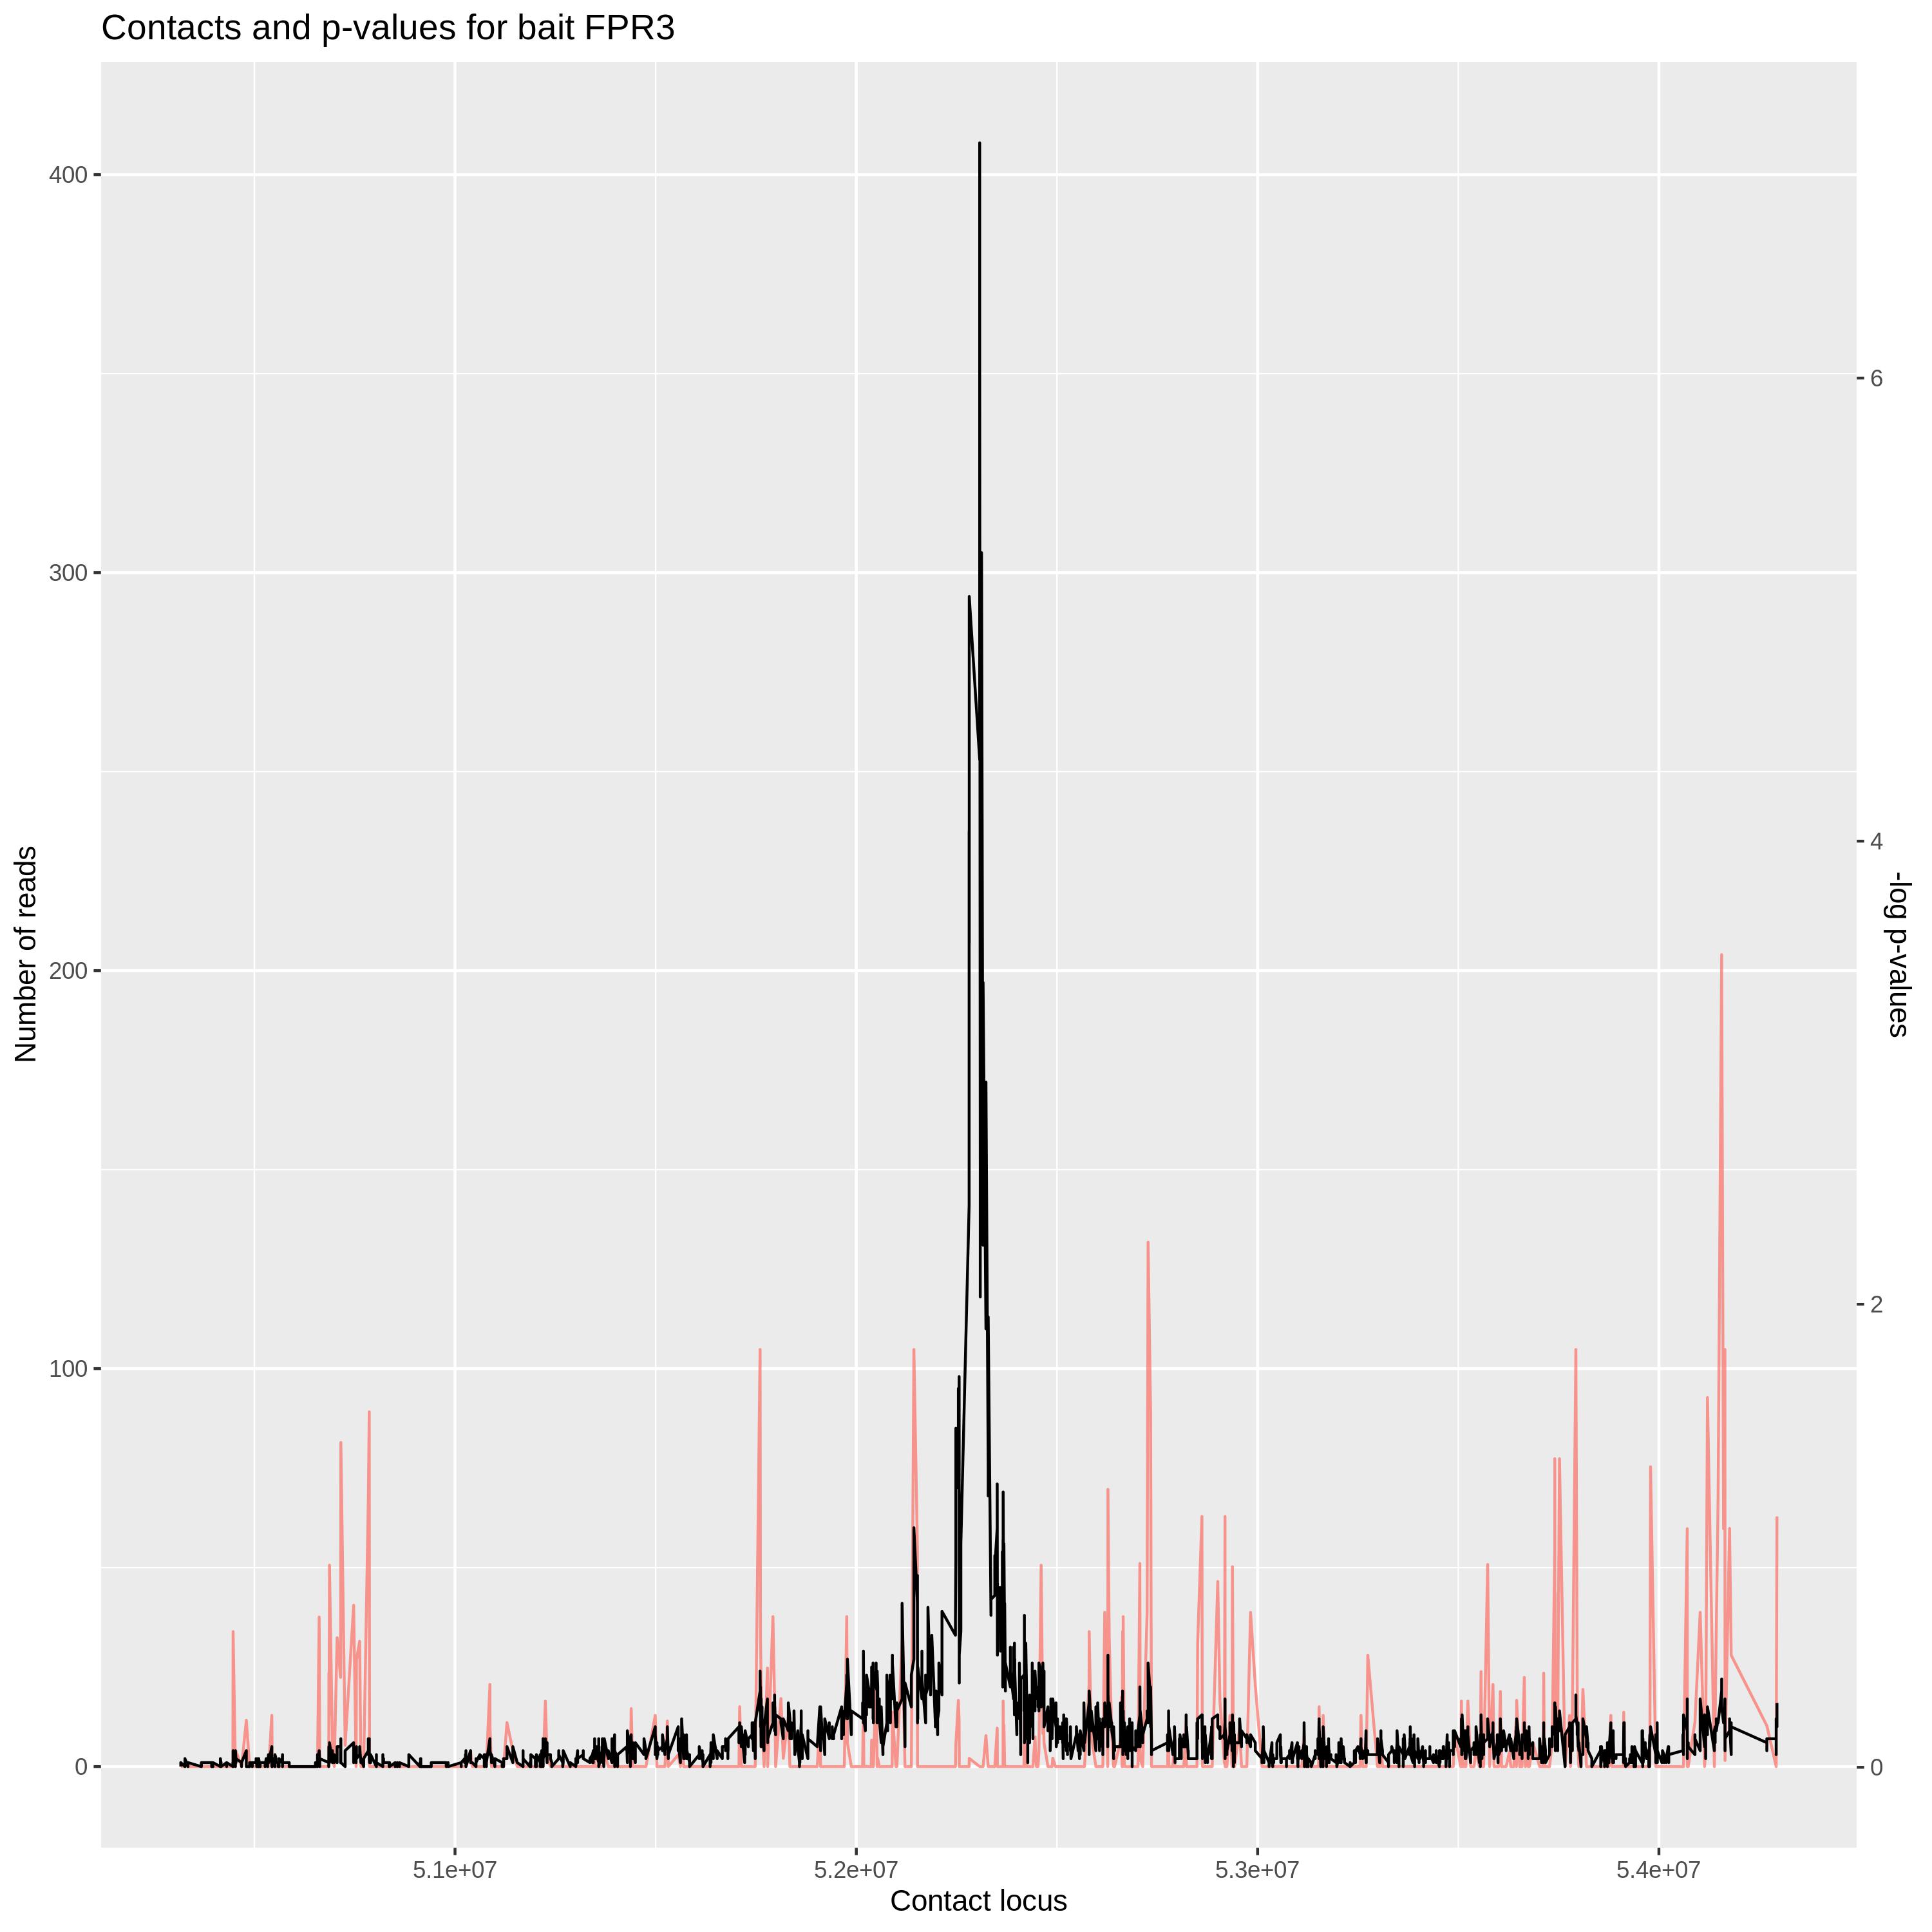 Contacts and p-values for bait FPR3
400
300
200
100
0
6
4
2
0
Number of reads
-log p-values
5.1e+07 5.2e+07 5.3e+07 5.4e+07
Contact locus